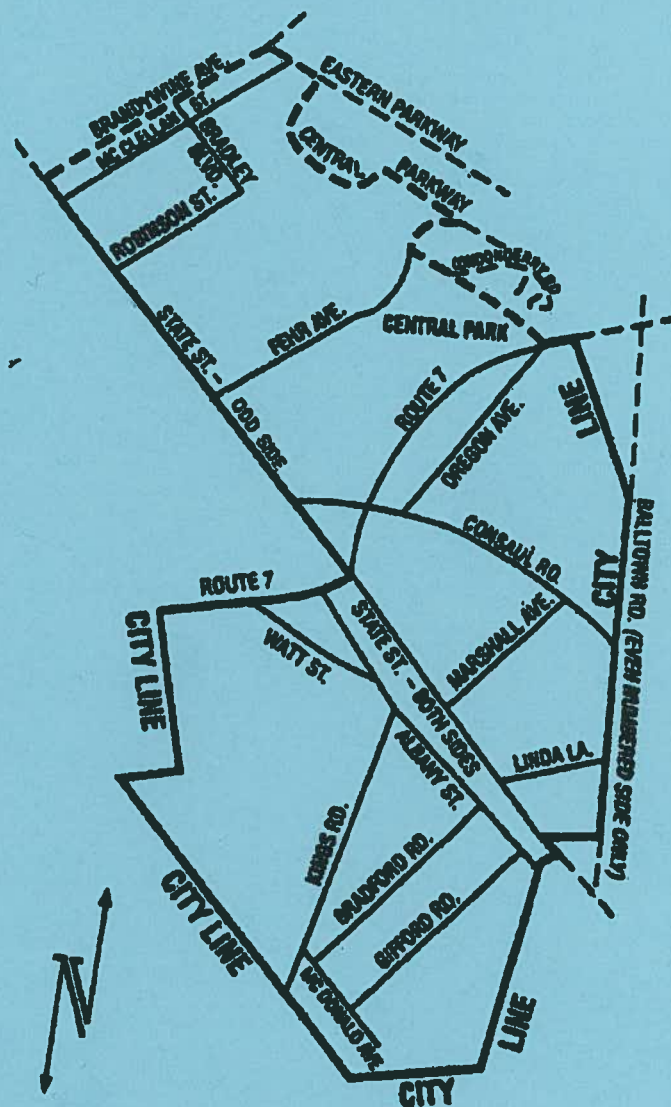 BRANDYWINE AVE.
MC CLELLAN ST.
EASTERN PARKWAY
BRADLEY BLVD.
CENTRAL PARKWAY
ROBINSON ST.
LONDONDERRY RD.
STATE ST. - ODD SIDE
FEHR AVE.
CENTRAL PARK
ROUTE 7
OREGON AVE.
LINE
CONSAUL RD.
CITY
BALLTOWN RD. (EVEN NUMBERED SIDE ONLY)
ROUTE 7
CITY LINE
WATT ST.
STATE ST. - BOTH SIDES
MARSHALL AVE.
ALBANY ST.
LINDA LA.
KINGS RD.
BRADFORD RD.
GIFFORD RD.
CITY LINE
MC DONALD AVE.
LINE
CITY
N